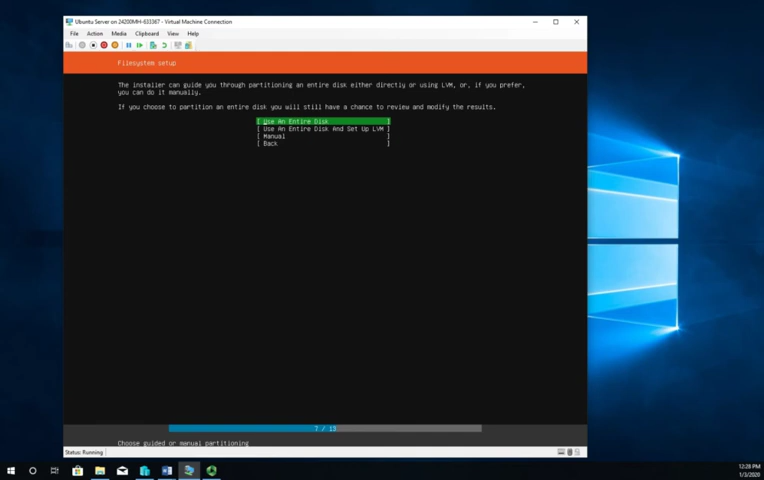 Ubuntu Server on 24200MH-633367 - Virtual Machine Connection
File Action Media Clipboard View Help
Filesystem setup
The installer can guide you through partitioning an entire disk either directly or using LVM, or, if you prefer,
you can do it manually.
If you choose to partition an entire disk you will still have a chance to review and modify the results.
[ Use An Entire Disk ]
[ Use An Entire Disk And Set Up LVM ]
[ Manual ]
[ Back ]
7 / 13
Choose guided or manual partitioning
Status: Running
12:28 PM
1/3/2020